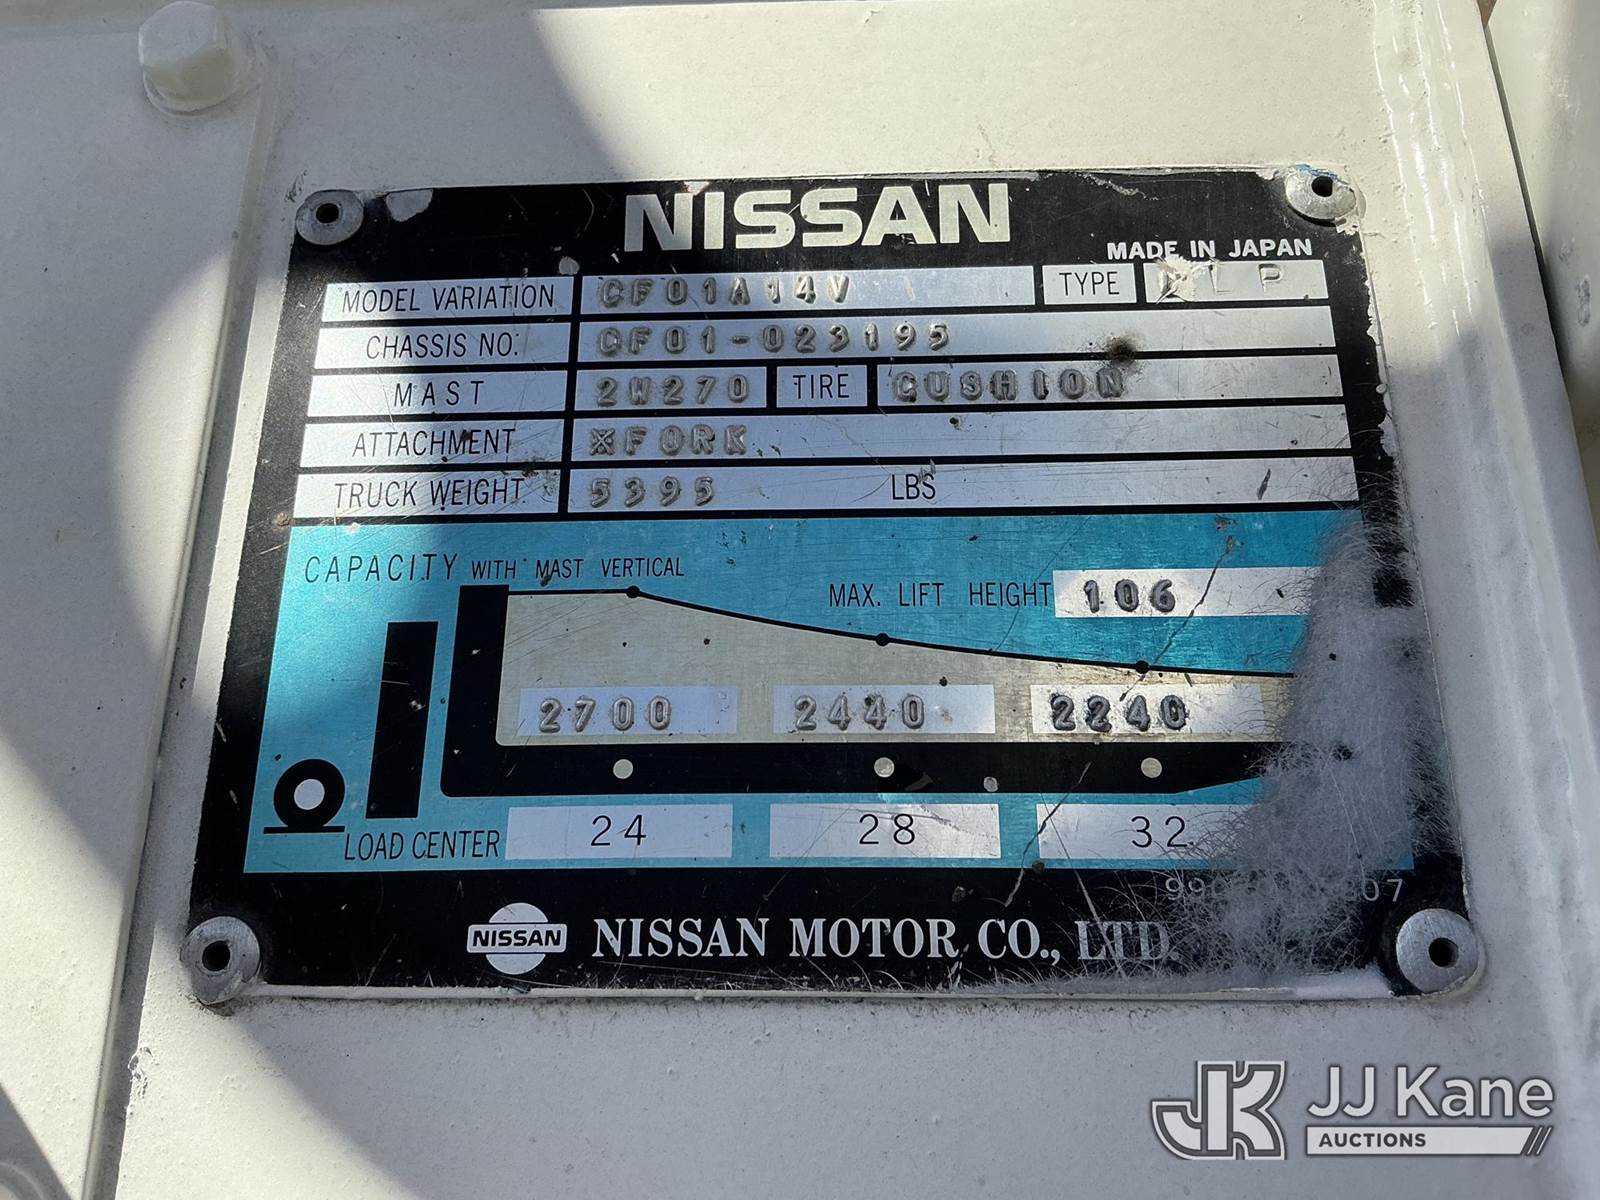 NISSAN
MADE IN JAPAN
MODEL VARIATION CF01A14V TYPE LP
CHASSIS NO. CF01-023195
MAST 2W270 TIRE CUSHION
ATTACHMENT ※FORK
TRUCK WEIGHT 5395 LBS
CAPACITY WITH MAST VERTICAL
MAX. LIFT HEIGHT 106
2700 2440 2240
LOAD CENTER 24 28 32
NISSAN NISSAN MOTOR CO., LTD.
JK JJ Kane
AUCTIONS